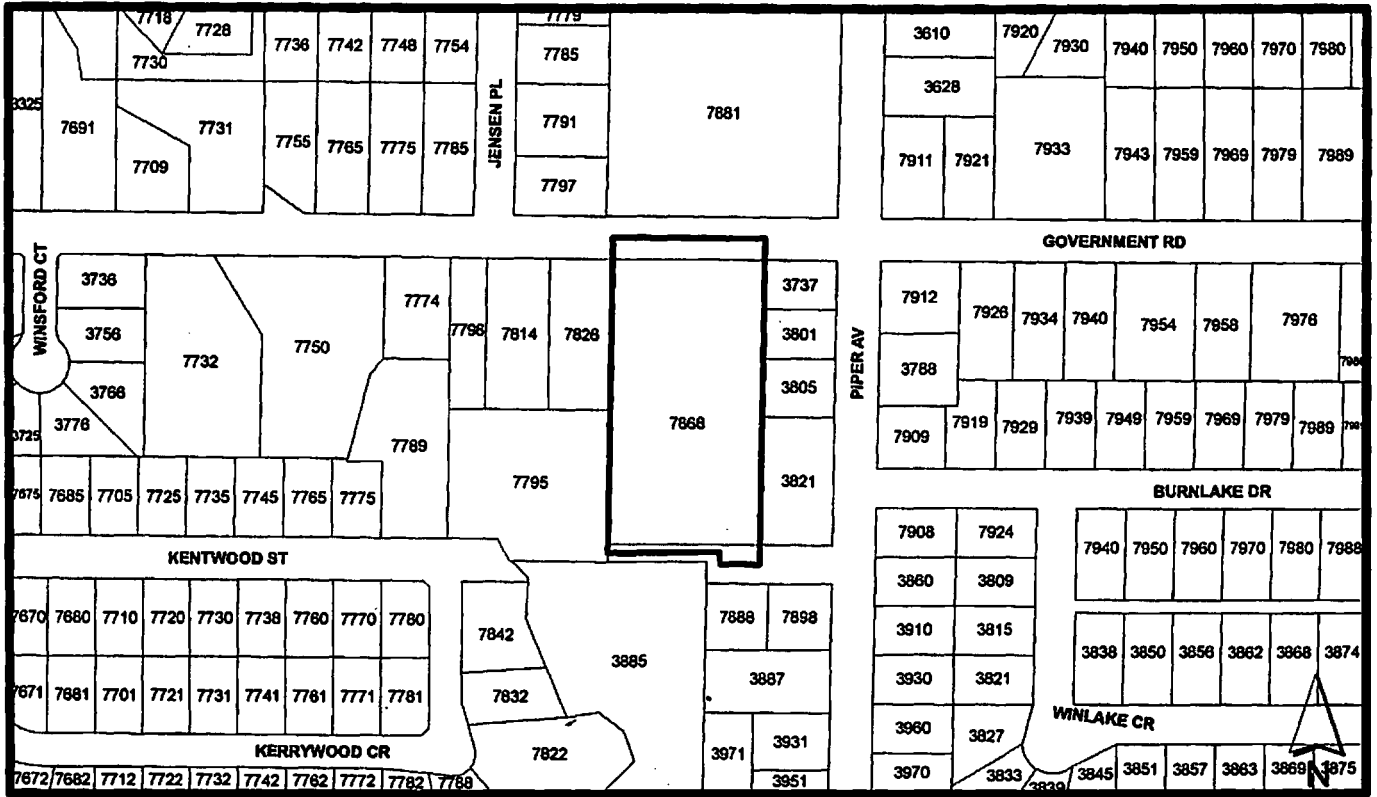 7718 7728 7736 7742 7748 7754 7779 3610 7920 7930 7940 7950 7960 7970 7980
7730 7785 3628
3325 7691 7731 7755 7765 7775 7785 JENSEN PL 7791 7881 7933 7943 7959 7969 7979 7989
7709 7797 7911 7921
GOVERNMENT RD
WINSFORD CT 3736 7774 3737 7912 7926 7934 7940 7954 7958 7976
3756 7732 7750 7796 7814 7826 3801 PIPER AV 3788
3766 3805
3725 3776 7789 7868 7909 7919 7929 7939 7949 7959 7969 7979 7989
7675 7685 7705 7725 7735 7745 7765 7775 7795 3821
BURNLAKE DR
KENTWOOD ST 7908 7924 7940 7950 7960 7970 7980 7988
3860 3809
7670 7680 7710 7720 7730 7738 7760 7770 7780 7842 7888 7898
3910 3815
3885 3838 3850 3856 3862 3868 3874
7671 7681 7701 7721 7731 7741 7761 7771 7781 7832 3887 3930 3821
WINLAKE CR
3960 3827
KERRYWOOD CR 7822 3971 3931
7672 7682 7712 7722 7732 7742 7762 7772 7782 7788 3951 3970 3833 3839 3845 3851 3857 3863 3869 3875
N